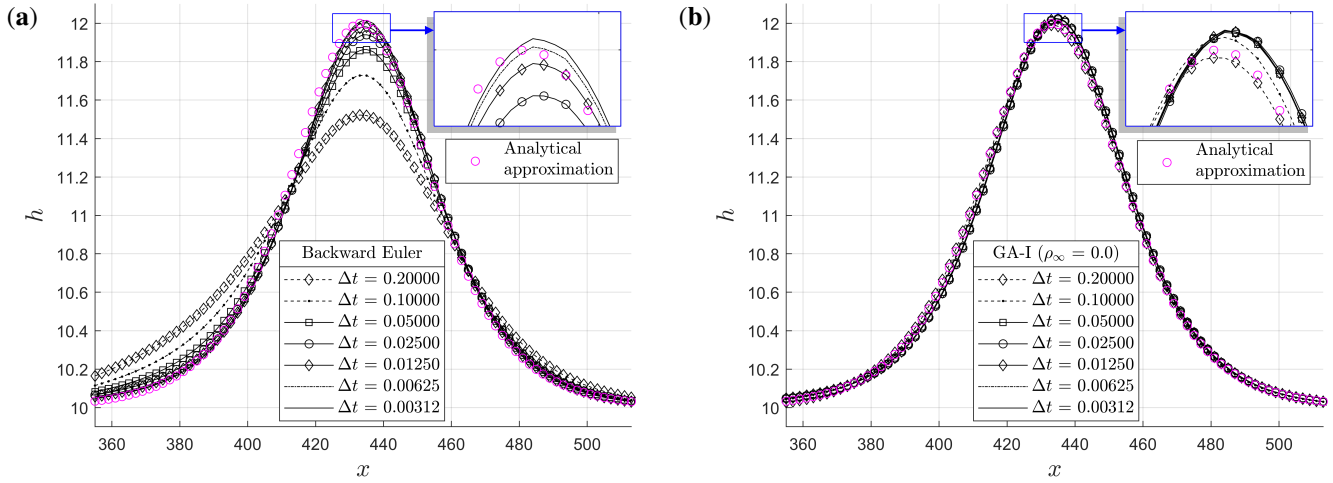 (a)
12
11.8
11.6
11.4
11.2
11
10.8
10.6
10.4
10.2
10
h
360 380 400 420 440 460 480 500
x
Analytical
approximation
Backward Euler
Δt = 0.20000
Δt = 0.10000
Δt = 0.05000
Δt = 0.02500
Δt = 0.01250
Δt = 0.00625
Δt = 0.00312
(b)
12
11.8
11.6
11.4
11.2
11
10.8
10.6
10.4
10.2
10
h
360 380 400 420 440 460 480 500
x
Analytical
approximation
GA-I (ρ∞ = 0.0)
Δt = 0.20000
Δt = 0.10000
Δt = 0.05000
Δt = 0.02500
Δt = 0.01250
Δt = 0.00625
Δt = 0.00312